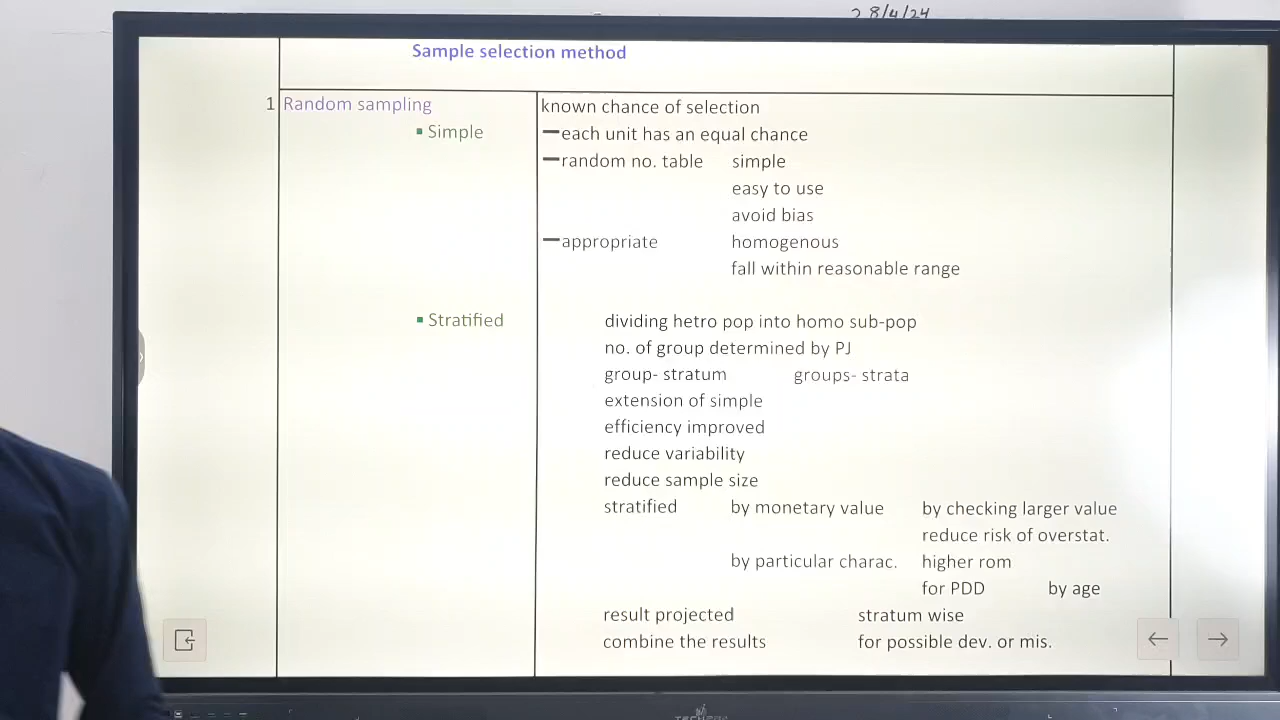 28/4/24
Sample selection method
1 Random sampling known chance of selection
▪ Simple —each unit has an equal chance
—random no. table simple
easy to use
avoid bias
—appropriate homogenous
fall within reasonable range
▪ Stratified dividing hetro pop into homo sub-pop
no. of group determined by PJ
group- stratum groups- strata
extension of simple
efficiency improved
reduce variability
reduce sample size
stratified by monetary value by checking larger value
reduce risk of overstat.
by particular charac. higher rom
for PDD by age
result projected stratum wise
combine the results for possible dev. or mis.